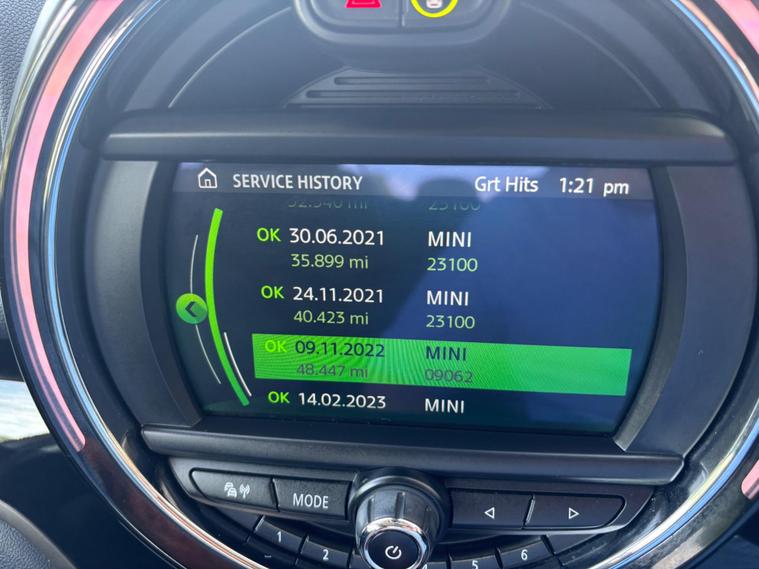 SERVICE HISTORY Grt Hits 1:21 pm
OK 30.06.2021 MINI
35.899 mi 23100
OK 24.11.2021 MINI
40.423 mi 23100
OK 09.11.2022 MINI
48.447 mi 09062
OK 14.02.2023 MINI
MODE
1 2 4 5 6